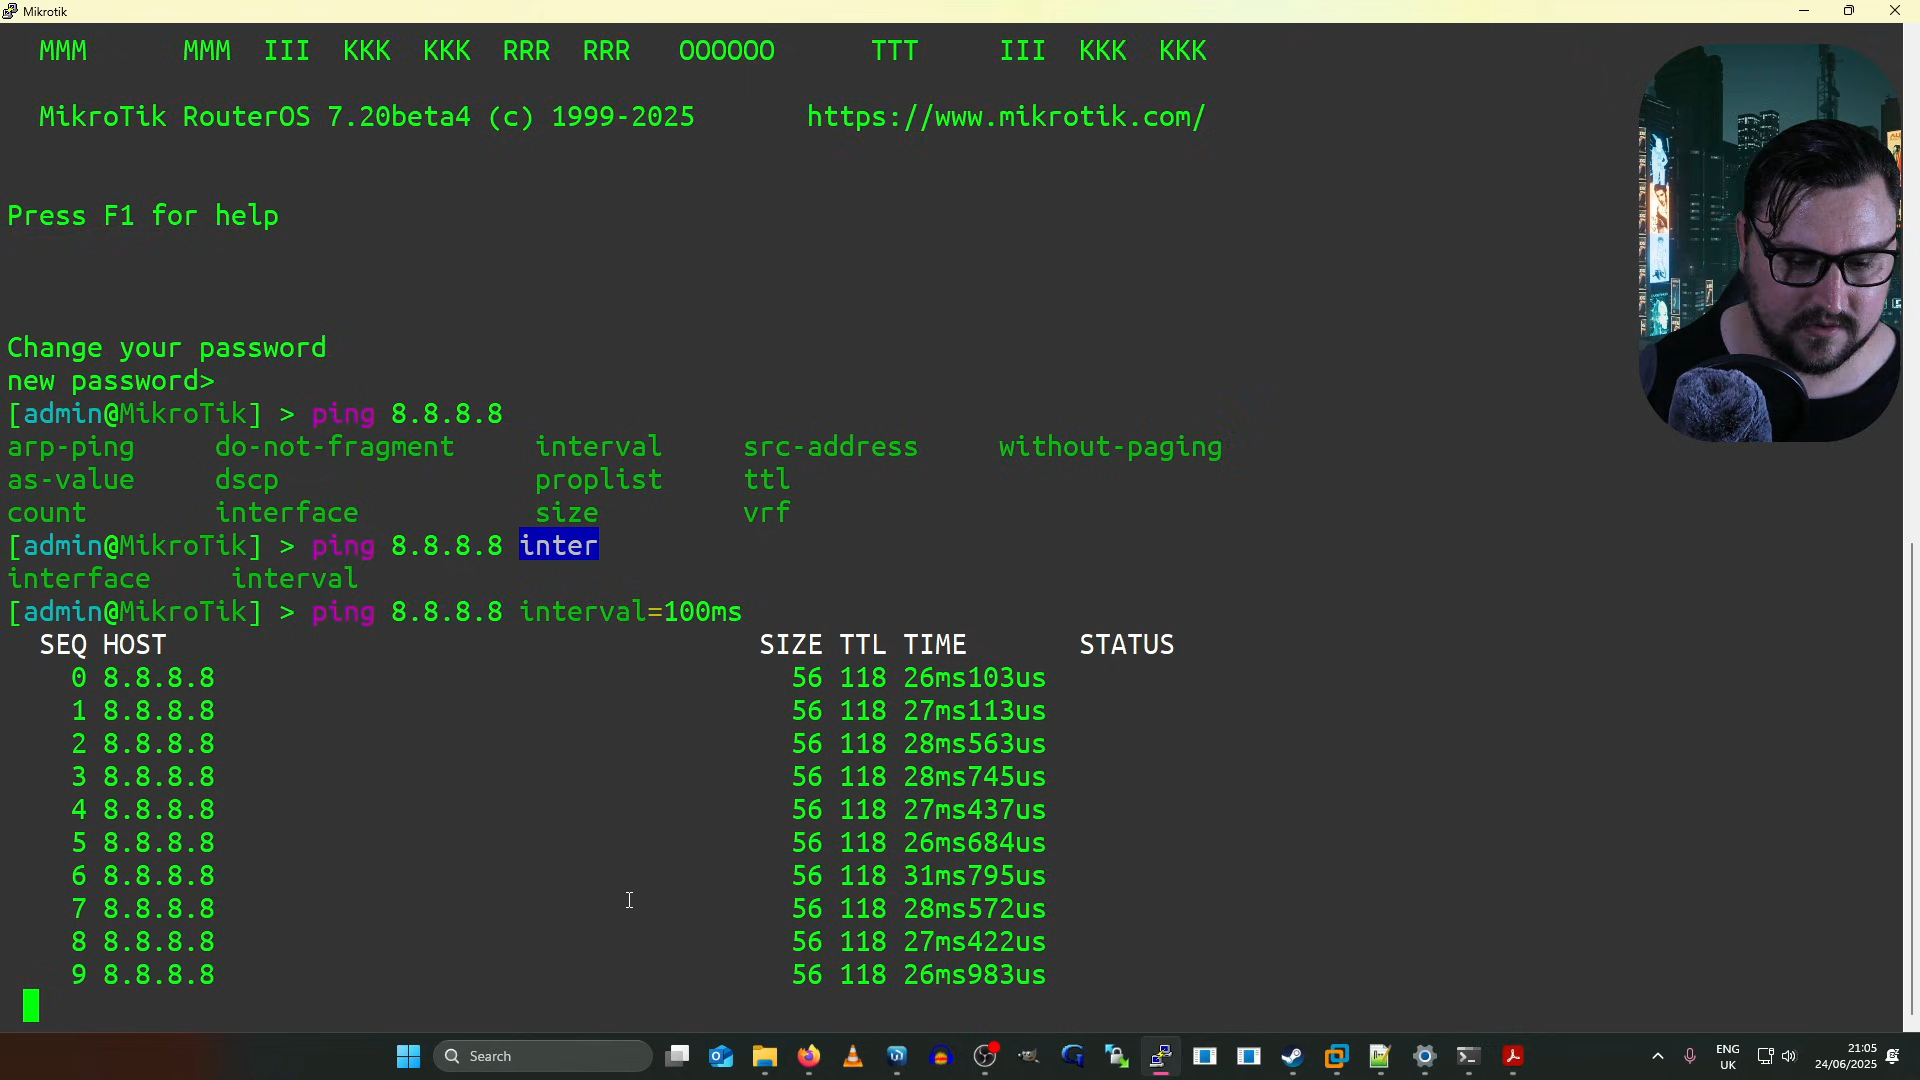 Mikrotik
MMM MMM III KKK KKK RRR RRR OOOOOO TTT III KKK KKK
MikroTik RouterOS 7.20beta4 (c) 1999-2025 https://www.mikrotik.com/
Press F1 for help
Change your password
new password>
[admin@MikroTik] > ping 8.8.8.8
arp-ping do-not-fragment interval src-address without-paging
as-value dscp proplist ttl
count interface size vrf
[admin@MikroTik] > ping 8.8.8.8 inter
interface interval
[admin@MikroTik] > ping 8.8.8.8 interval=100ms
SEQ HOST SIZE TTL TIME STATUS
0 8.8.8.8 56 118 26ms103us
1 8.8.8.8 56 118 27ms113us
2 8.8.8.8 56 118 28ms563us
3 8.8.8.8 56 118 28ms745us
4 8.8.8.8 56 118 27ms437us
5 8.8.8.8 56 118 26ms684us
6 8.8.8.8 56 118 31ms795us
7 8.8.8.8 56 118 28ms572us
8 8.8.8.8 56 118 27ms422us
9 8.8.8.8 56 118 26ms983us
Search
ENG
UK
21:05
24/06/2025